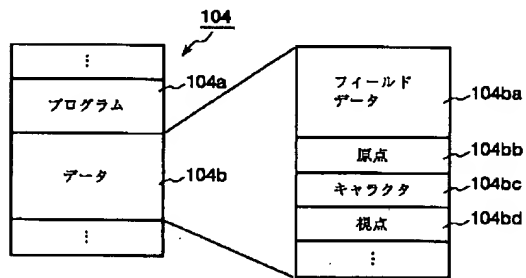 104
⋮
プログラム
104a
データ
104b
⋮
フィールド
データ
104ba
原点
104bb
キャラクタ
104bc
視点
104bd
⋮